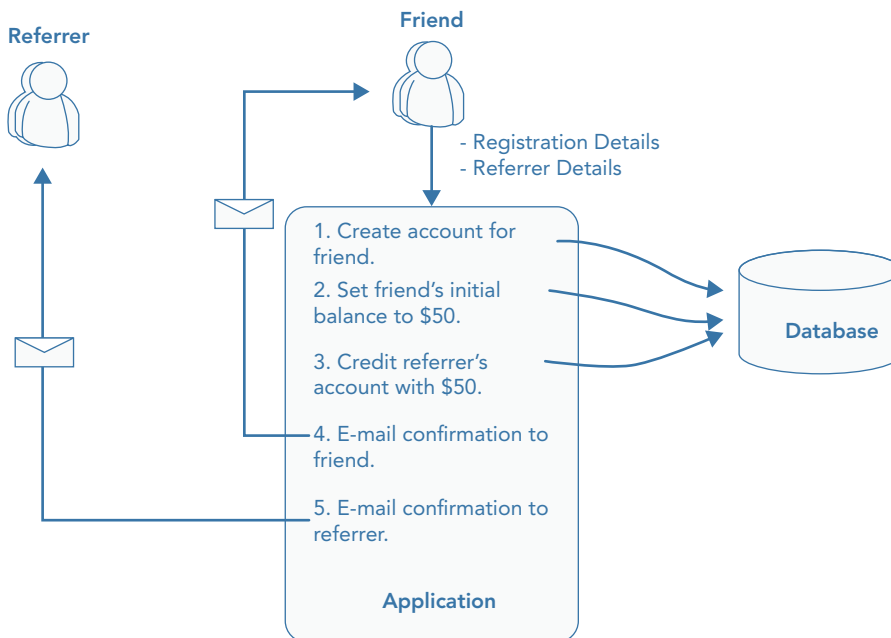 Friend
Referrer
- Registration Details
- Referrer Details
1. Create account for
friend.
2. Set friend’s initial
balance to $50.
Database
3. Credit referrer’s
account with $50.
4. E-mail confirmation to
friend.
5. E-mail confirmation to
referrer.
Application